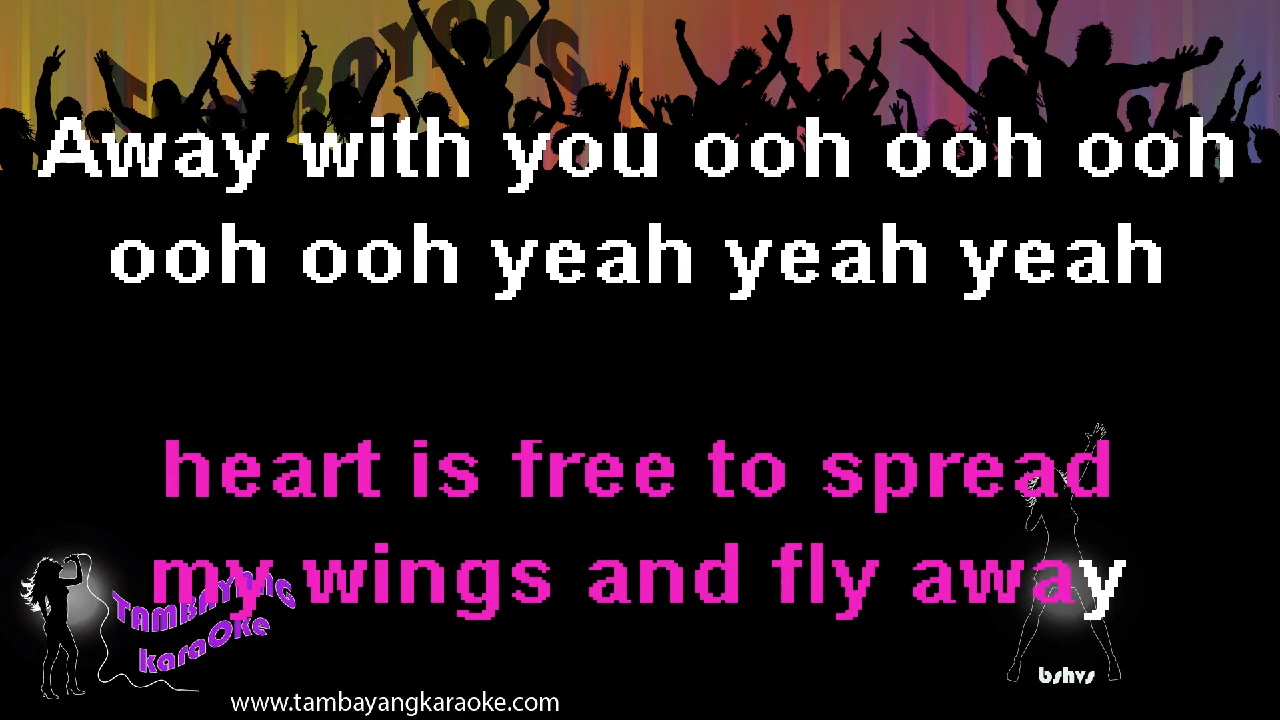 TAMBAYANG
Away with you ooh ooh ooh
ooh ooh yeah yeah yeah
heart is free to spread
my wings and fly away
TAMBAYANG
karaOke
bshvs
www.tambayangkaraoke.com